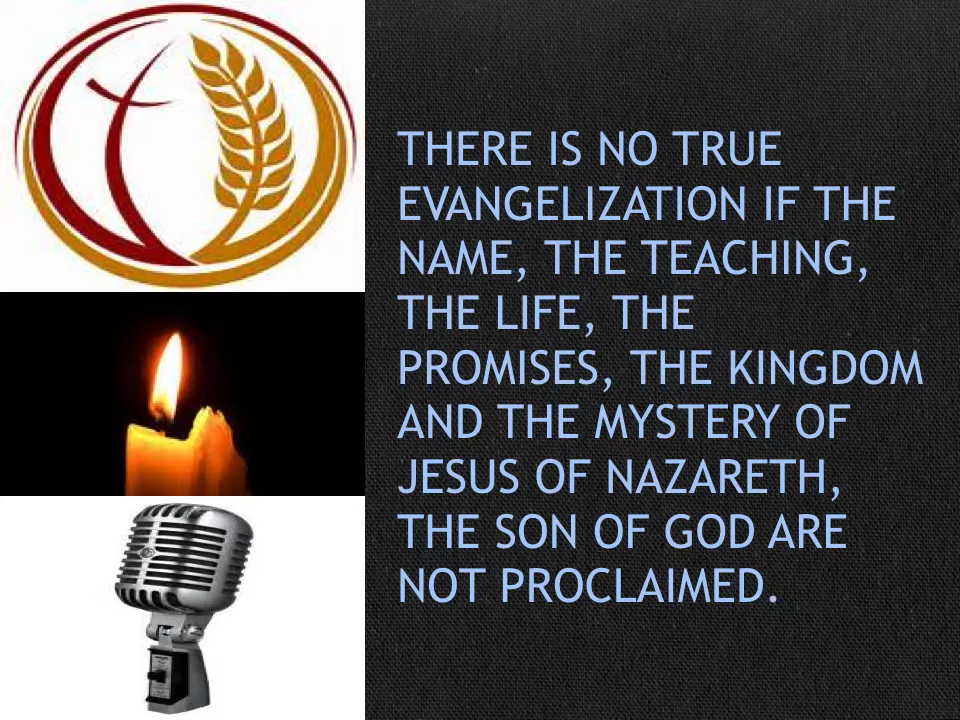 THERE IS NO TRUE
EVANGELIZATION IF THE
NAME, THE TEACHING,
THE LIFE, THE
PROMISES, THE KINGDOM
AND THE MYSTERY OF
JESUS OF NAZARETH,
THE SON OF GOD ARE
NOT PROCLAIMED.